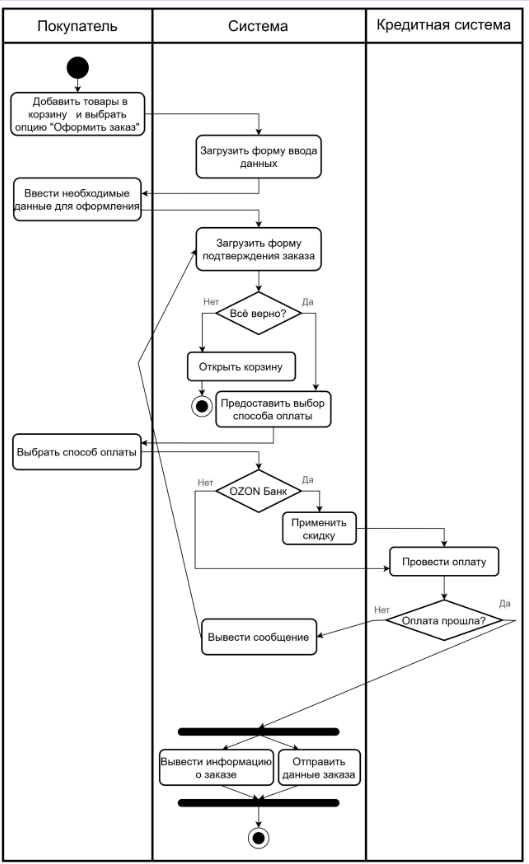 Покупатель
Система
Кредитная система
Добавить товары в
корзину и выбрать
опцию "Оформить заказ"
Загрузить форму ввода
данных
Ввести необходимые
данные для оформления
Загрузить форму
подтверждения заказа
Нет
Всё верно?
Да
Открыть корзину
Предоставить выбор
способа оплаты
Выбрать способ оплаты
Нет
OZON Банк
Да
Применить
скидку
Провести оплату
Нет
Оплата прошла?
Да
Вывести сообщение
Вывести информацию
о заказе
Отправить
данные заказа